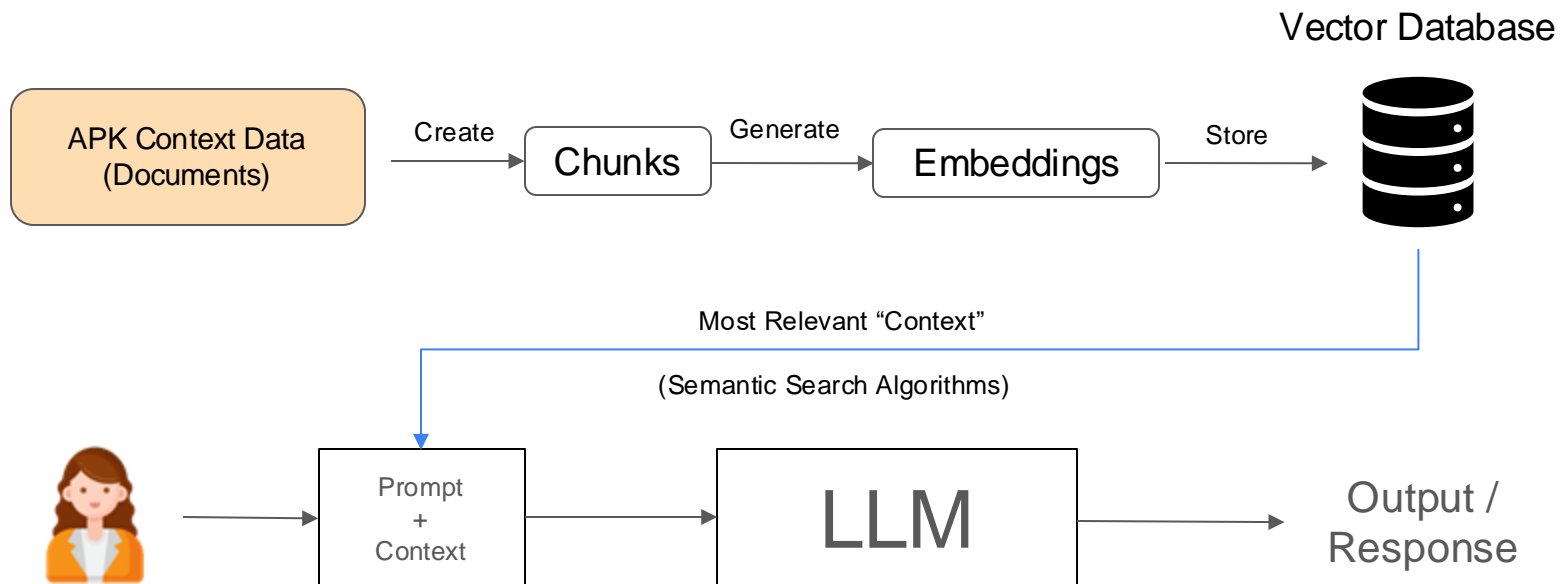 Vector Database
APK Context Data
(Documents)
Create
Chunks
Generate
Embeddings
Store
Most Relevant “Context”
(Semantic Search Algorithms)
Prompt
+
Context
LLM
Output /
Response